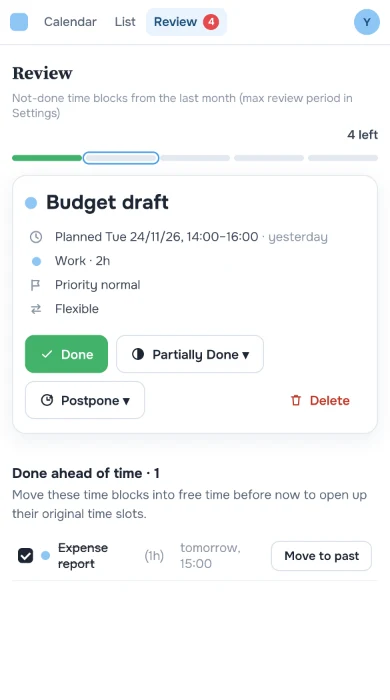 Calendar List Review 4 Y
Review
Not-done time blocks from the last month (max review period in
Settings)
4 left
Budget draft
Planned Tue 24/11/26, 14:00–16:00 · yesterday
Work · 2h
Priority normal
Flexible
Done Partially Done ▾
Postpone ▾ Delete
Done ahead of time · 1
Move these time blocks into free time before now to open up
their original time slots.
Expense
report
(1h)
tomorrow,
15:00
Move to past